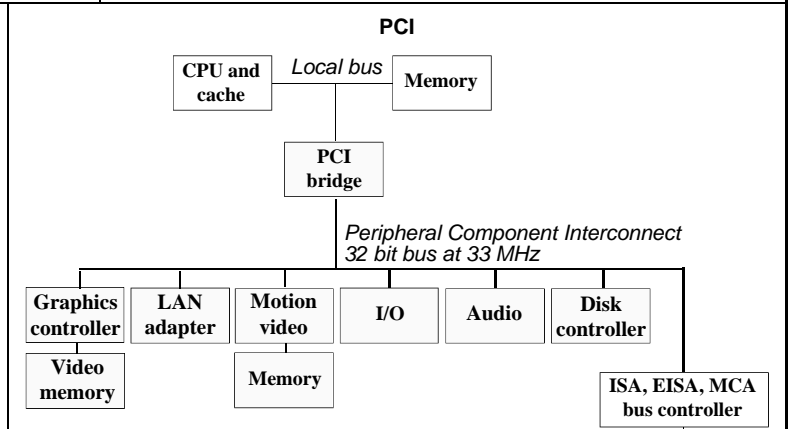 PCI
CPU and
cache
Local bus
Memory
PCI
bridge
Peripheral Component Interconnect
32 bit bus at 33 MHz
Graphics
controller
LAN
adapter
Motion
video
I/O
Audio
Disk
controller
Video
memory
Memory
ISA, EISA, MCA
bus controller